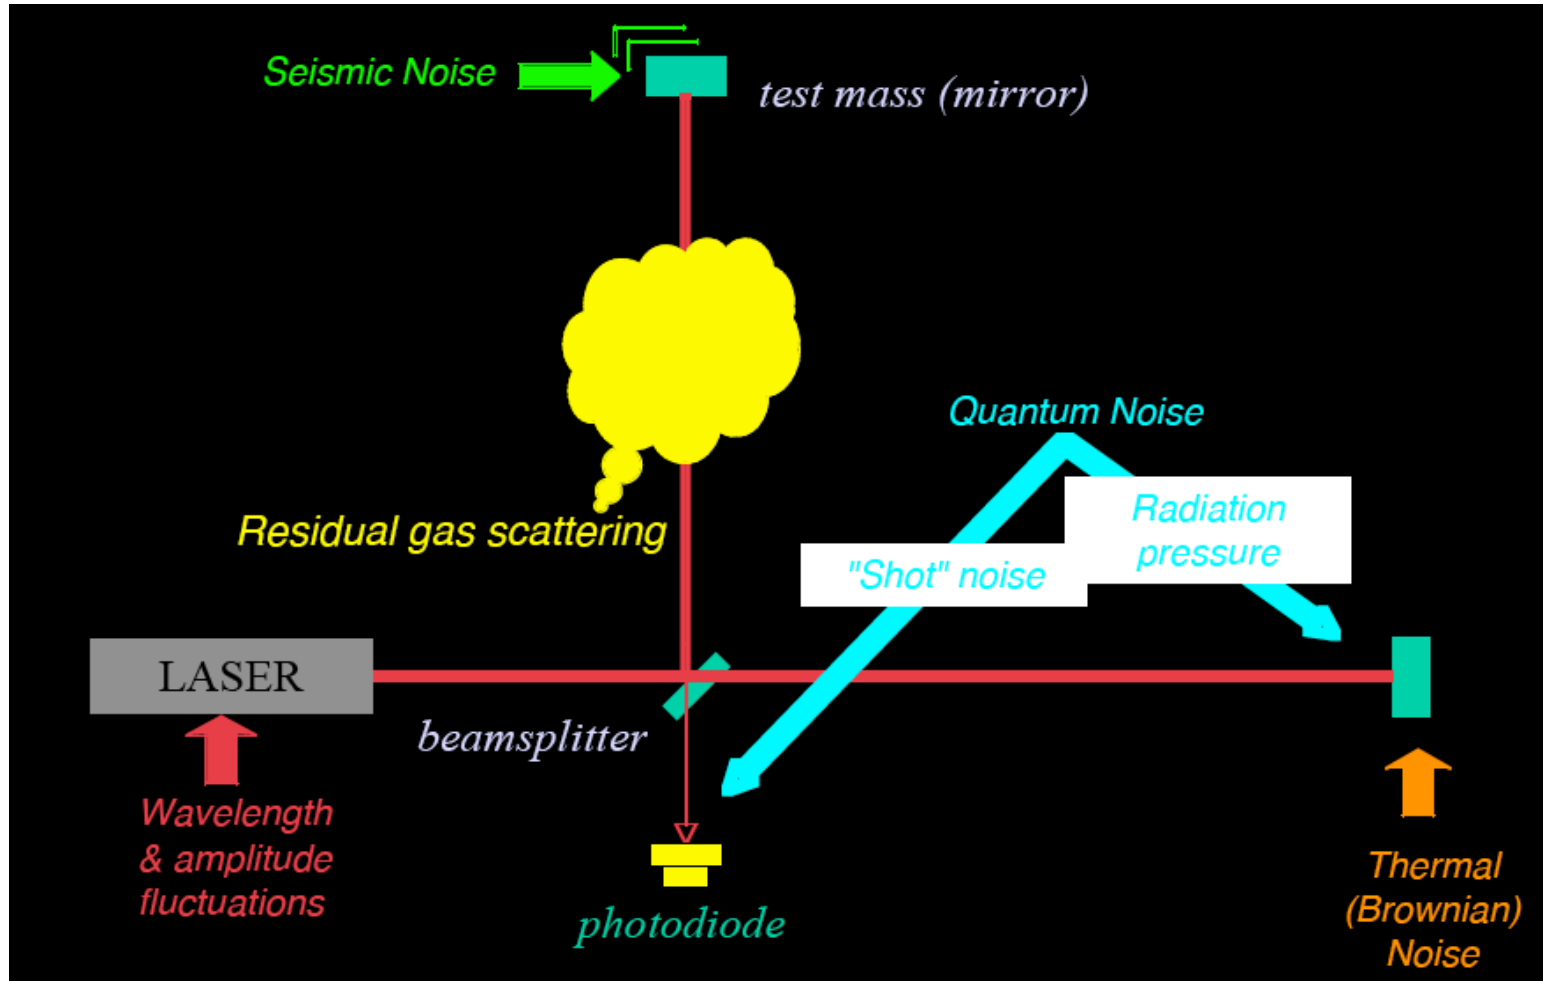 Seismic Noise
test mass (mirror)
Quantum Noise
Radiation
pressure
Residual gas scattering
"Shot" noise
LASER
beamsplitter
Wavelength
& amplitude
fluctuations
photodiode
Thermal
(Brownian)
Noise